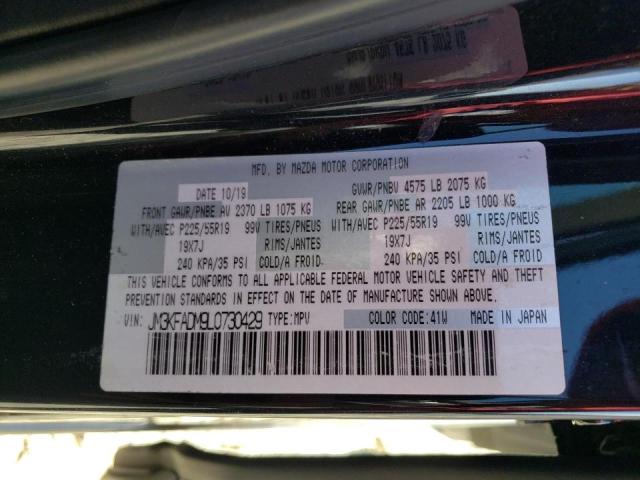 MFD. BY MAZDA MOTOR CORPORATION
DATE 10/19 GVWR/PNBV 4575 LB 2075 KG
FRONT GAWR/PNBE AV 2370 LB 1075 KG REAR GAWR/PNBE AR 2205 LB 1000 KG
WITH/AVEC P225/55R19 99V TIRES/PNEUS WITH/AVEC P225/55R19 99V TIRES/PNEUS
19X7J RIMS/JANTES 19X7J RIMS/JANTES
240 KPA/35 PSI COLD/A FROID 240 KPA/35 PSI COLD/A FROID
THIS VEHICLE CONFORMS TO ALL APPLICABLE FEDERAL MOTOR VEHICLE SAFETY AND THEFT
PREVENTION STANDARDS IN EFFECT ON THE DATE OF MANUFACTURE SHOWN ABOVE.
VIN: JM3KFADM9L0730429 TYPE:MPV COLOR CODE:41W MADE IN JAPAN